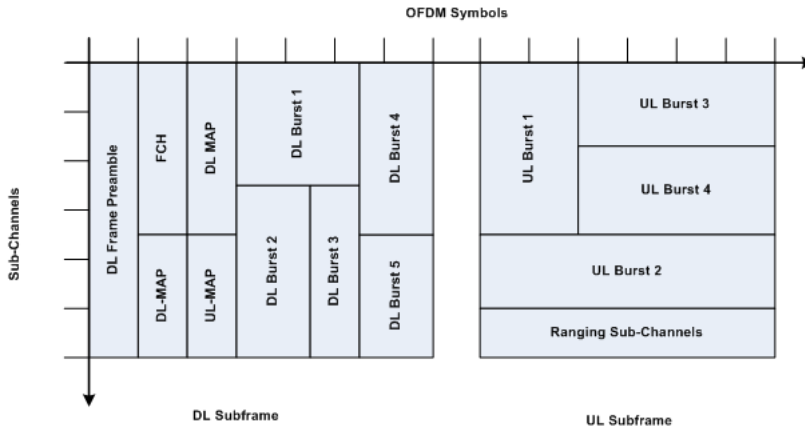 OFDM Symbols
Sub-Channels
DL Frame Preamble
FCH
DL MAP
DL-MAP
UL-MAP
DL Burst 1
DL Burst 2
DL Burst 3
DL Burst 4
DL Burst 5
UL Burst 1
UL Burst 3
UL Burst 4
UL Burst 2
Ranging Sub-Channels
DL Subframe
UL Subframe